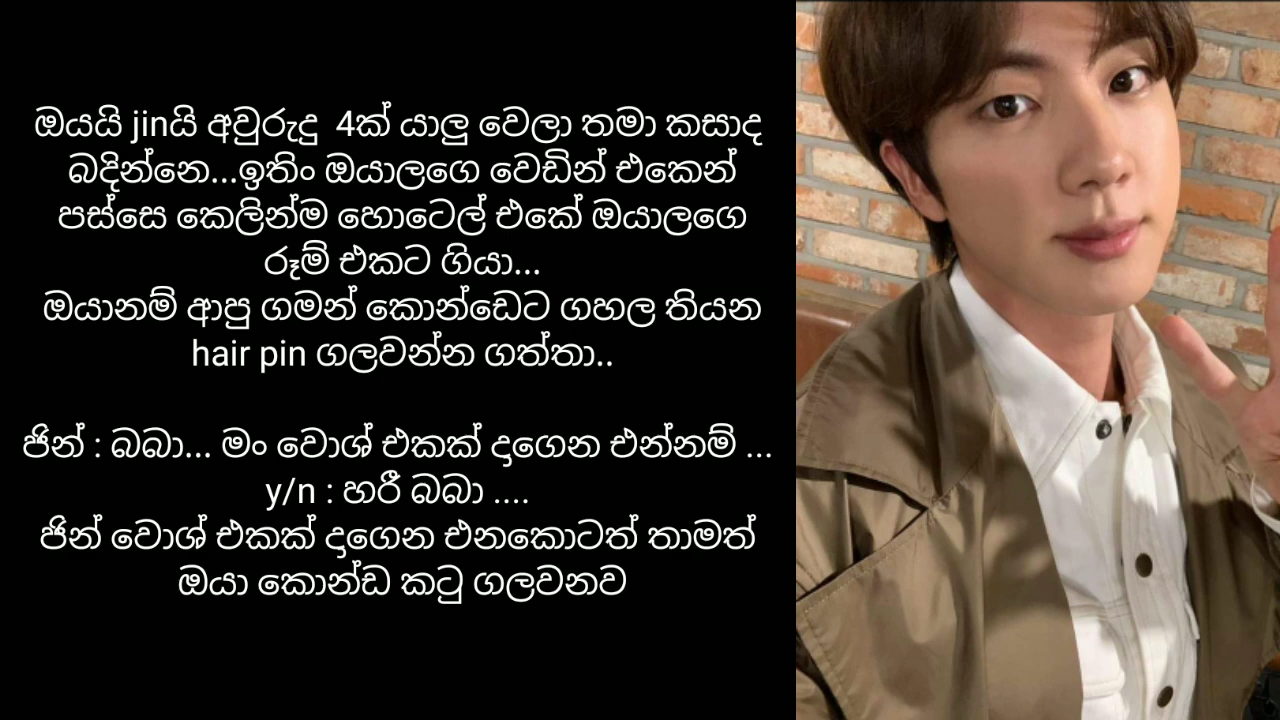 ඔයයි jinයි අවුරුදු 4ක් යාලු වෙලා තමා කසාද
බදින්නෙ...ඉතිං ඔයාලගෙ වෙඩින් එකෙන්
පස්සෙ කෙලින්ම හොටෙල් එකේ ඔයාලගෙ
රූම් එකට ගියා...
ඔයානම් ආපු ගමන් කොන්ඩෙට ගහල තියන
hair pin ගලවන්න ගත්තා..
ජින් : බබා... මං වොශ් එකක් දාගෙන එන්නම් ...
y/n : හරී බබා ....
ජින් වොශ් එකක් දාගෙන එනකොටත් තාමත්
ඔයා කොන්ඩ කටු ගලවනව